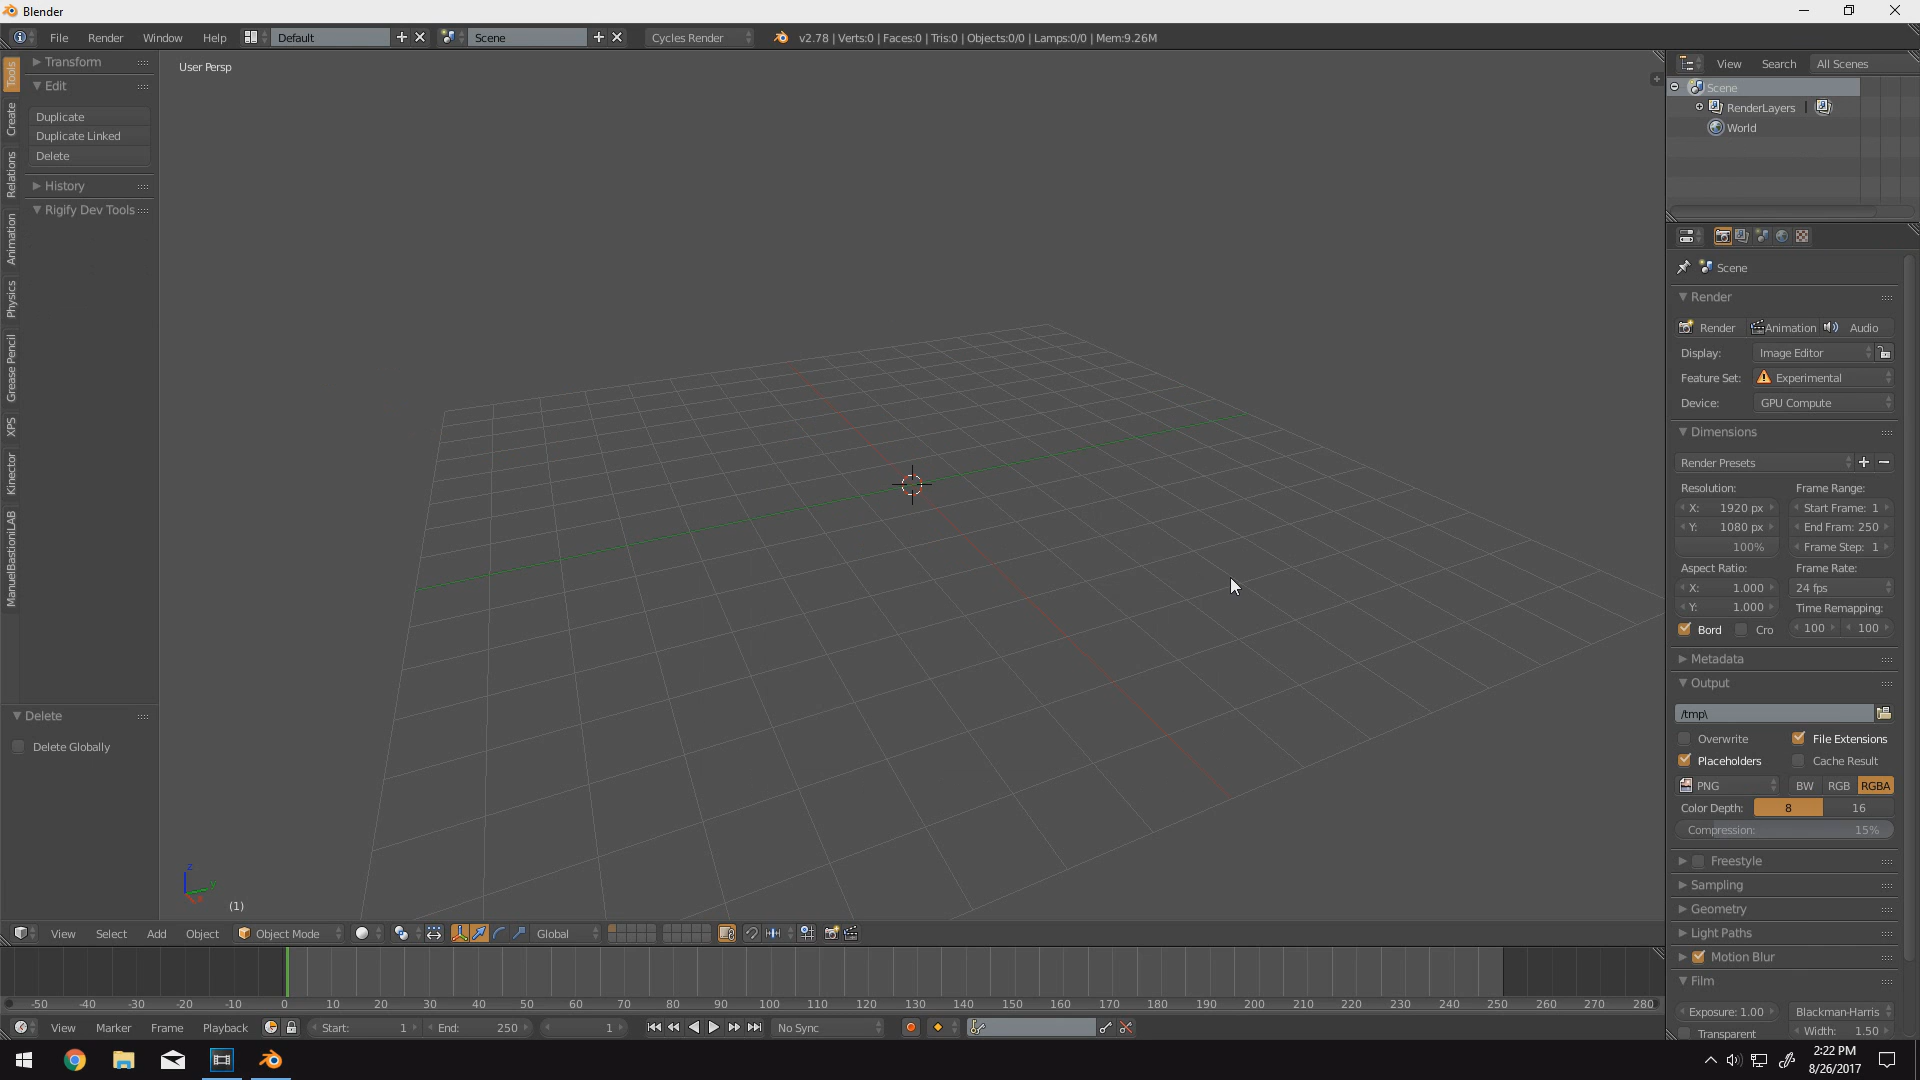 Blender
File Render Window Help Default Scene Cycles Render v2.78 | Verts:0 | Faces:0 | Tris:0 | Objects:0/0 | Lamps:0/0 | Mem:9.26M
Tools
Create
Relations
Animation
Physics
Grease Pencil
XPS
Kinector
ManuelBastioniLAB
Transform
Edit
Duplicate
Duplicate Linked
Delete
History
Rigify Dev Tools
Delete
Delete Globally
User Persp
z
y
x
(1)
View Select Add Object Object Mode Global
View Search All Scenes
Scene
RenderLayers |
World
Scene
Render
Render Animation Audio
Display: Image Editor
Feature Set: Experimental
Device: GPU Compute
Dimensions
Render Presets
Resolution: Frame Range:
X: 1920 px Start Frame: 1
Y: 1080 px End Fram: 250
100% Frame Step: 1
Aspect Ratio: Frame Rate:
X: 1.000 24 fps
Y: 1.000 Time Remapping:
Bord Cro 100 100
Metadata
Output
/tmp\
Overwrite File Extensions
Placeholders Cache Result
PNG BW RGB RGBA
Color Depth: 8 16
Compression: 15%
Freestyle
Sampling
Geometry
Light Paths
Motion Blur
Film
Exposure: 1.00 Blackman-Harris
Transparent Width: 1.50
-50 -40 -30 -20 -10 0 10 20 30 40 50 60 70 80 90 100 110 120 130 140 150 160 170 180 190 200 210 220 230 240 250 260 270 280
View Marker Frame Playback Start: 1 End: 250 1 No Sync
2:22 PM
8/26/2017